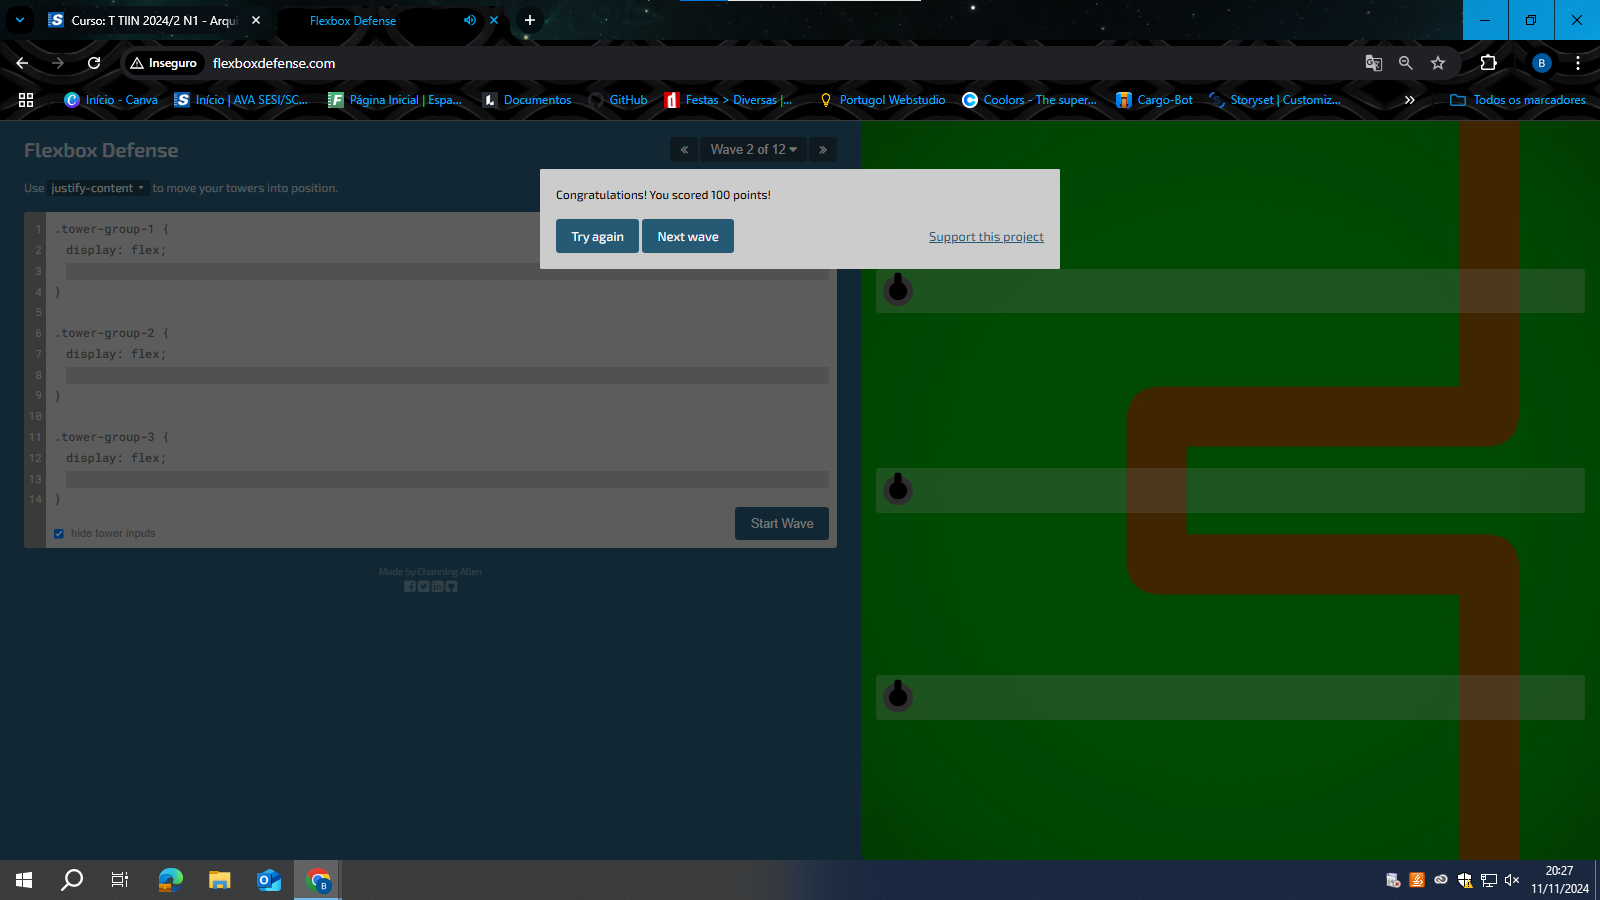 Curso: T TIIN 2024/2 N1 - Arqui
Flexbox Defense
Inseguro
flexboxdefense.com
Início - Canva
Início | AVA SESI/SC...
Página Inicial | Espa...
Documentos
GitHub
Festas > Diversas |...
Portugol Webstudio
Coolors - The super...
Cargo-Bot
Storyset | Customiz...
Todos os marcadores
Flexbox Defense
« Wave 2 of 12 »
Use justify-content to move your towers into position.
Congratulations! You scored 100 points!
Try again
Next wave
Support this project
1 .tower-group-1 {
2 display: flex;
3
4 }
5
6 .tower-group-2 {
7 display: flex;
8
9 }
10
11 .tower-group-3 {
12 display: flex;
13
14 }
hide tower inputs
Start Wave
Made by Channing Allen
20:27
11/11/2024